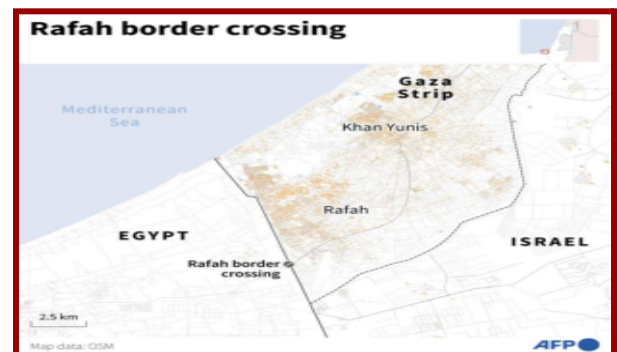 Rafah border crossing
Gaza
Strip
Mediterranean
Sea
Khan Yunis
Rafah
EGYPT
ISRAEL
Rafah border
crossing
2.5 km
Map data: OSM
AFP